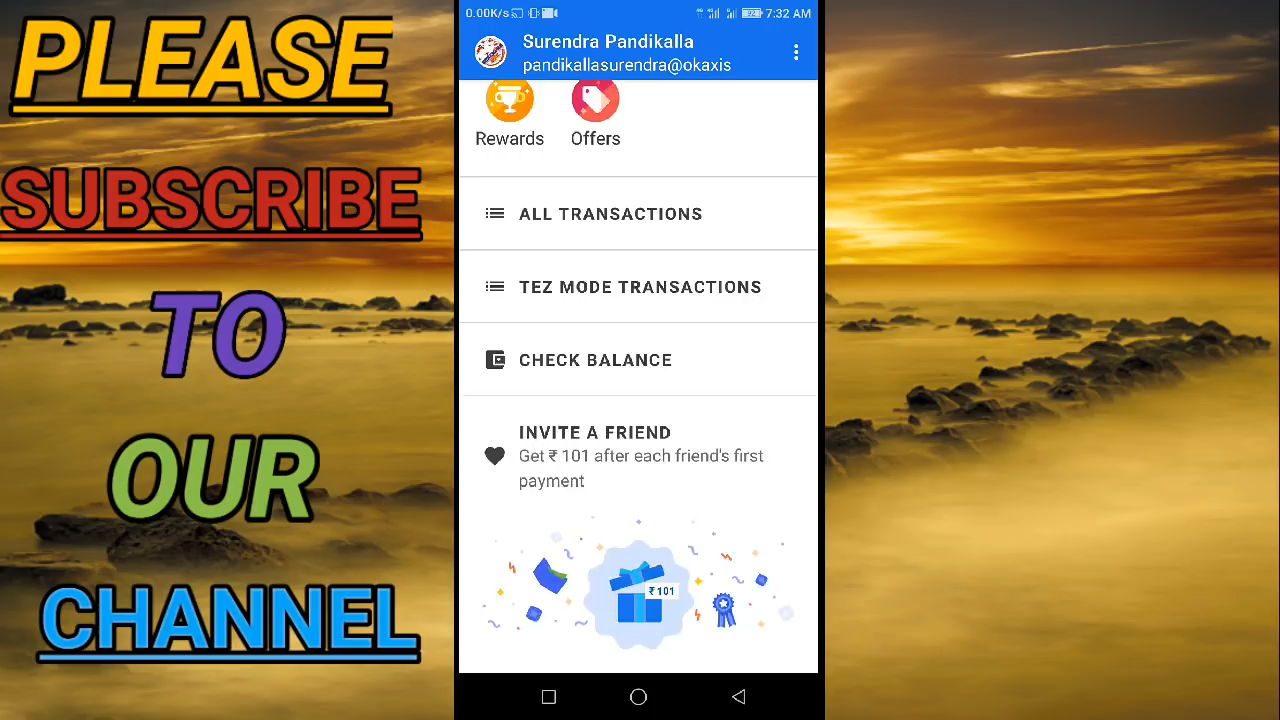 PLEASE
SUBSCRIBE
TO
OUR
CHANNEL
0.00K/s
7:32 AM
Surendra Pandikalla
pandikallasurendra@okaxis
Rewards
Offers
ALL TRANSACTIONS
TEZ MODE TRANSACTIONS
CHECK BALANCE
INVITE A FRIEND
Get ₹ 101 after each friend's first
payment
₹101